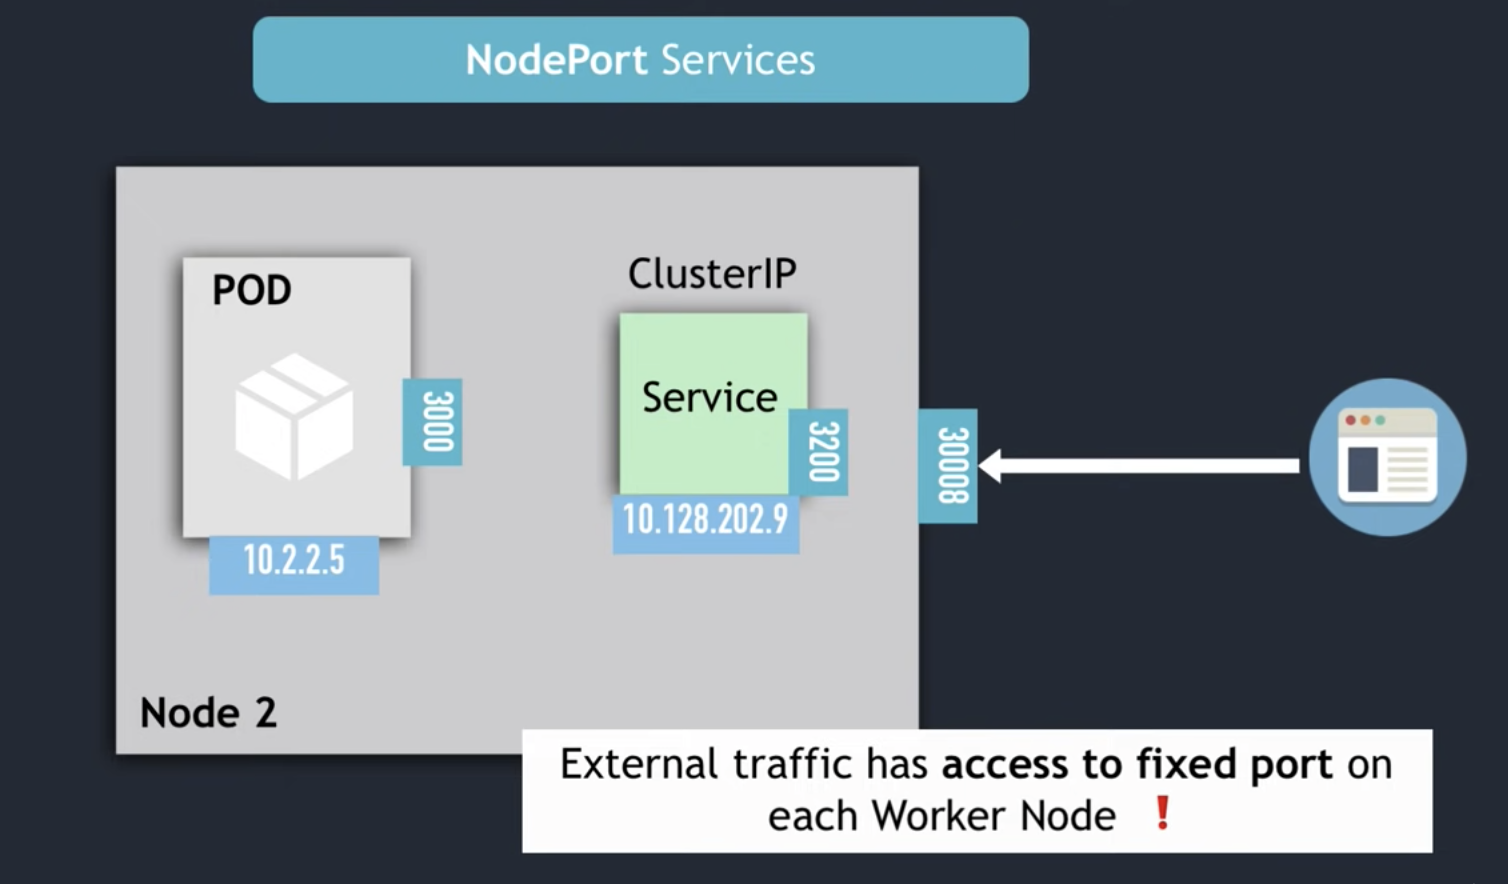 NodePort Services
POD
3000
10.2.2.5
ClusterIP
Service
3200
10.128.202.9
30008
Node 2
External traffic has access to fixed port on
each Worker Node ❗